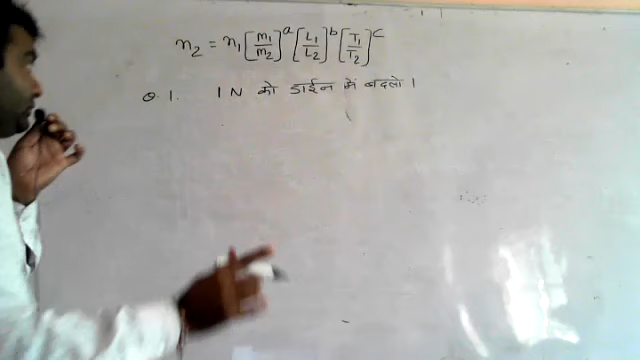 n₂ = n₁ [M₁/M₂]ᵃ [L₁/L₂]ᵇ [T₁/T₂]ᶜ
Q. 1. 1 N को डाईन में बदलो ।